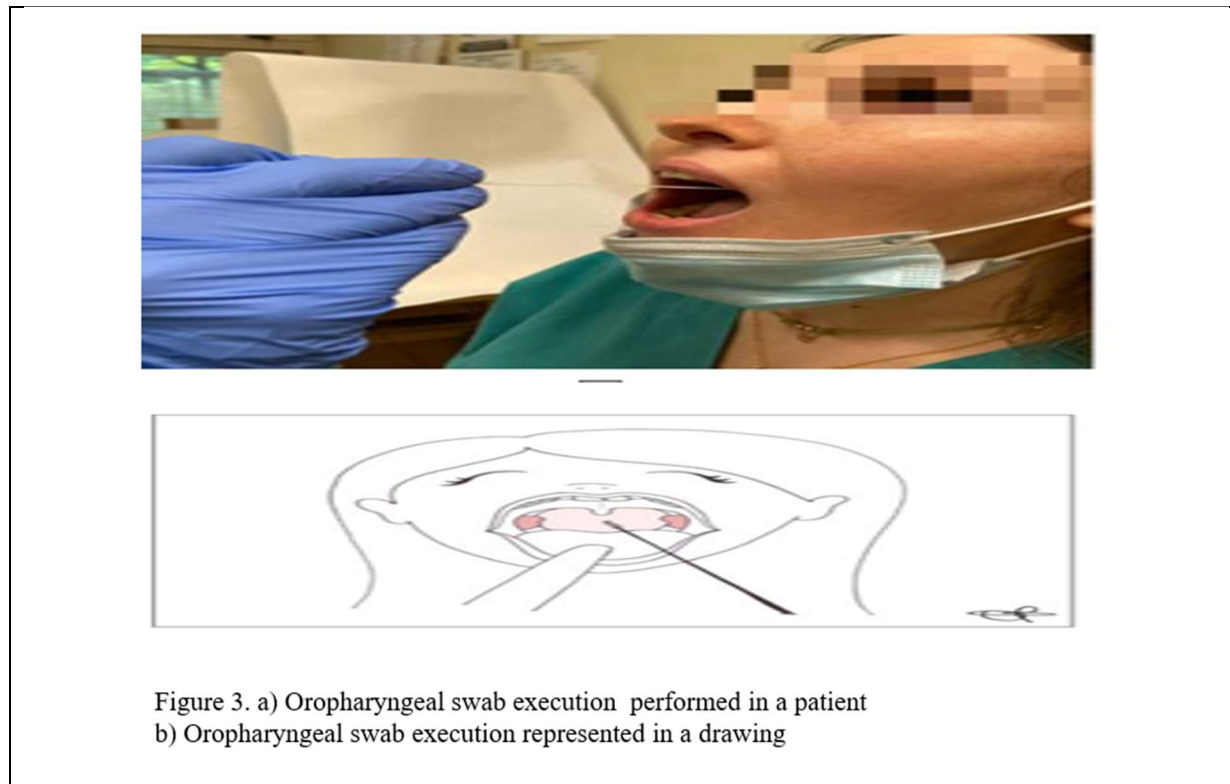 Figure 3. a) Oropharyngeal swab execution  performed in a patient
b) Oropharyngeal swab execution represented in a drawing